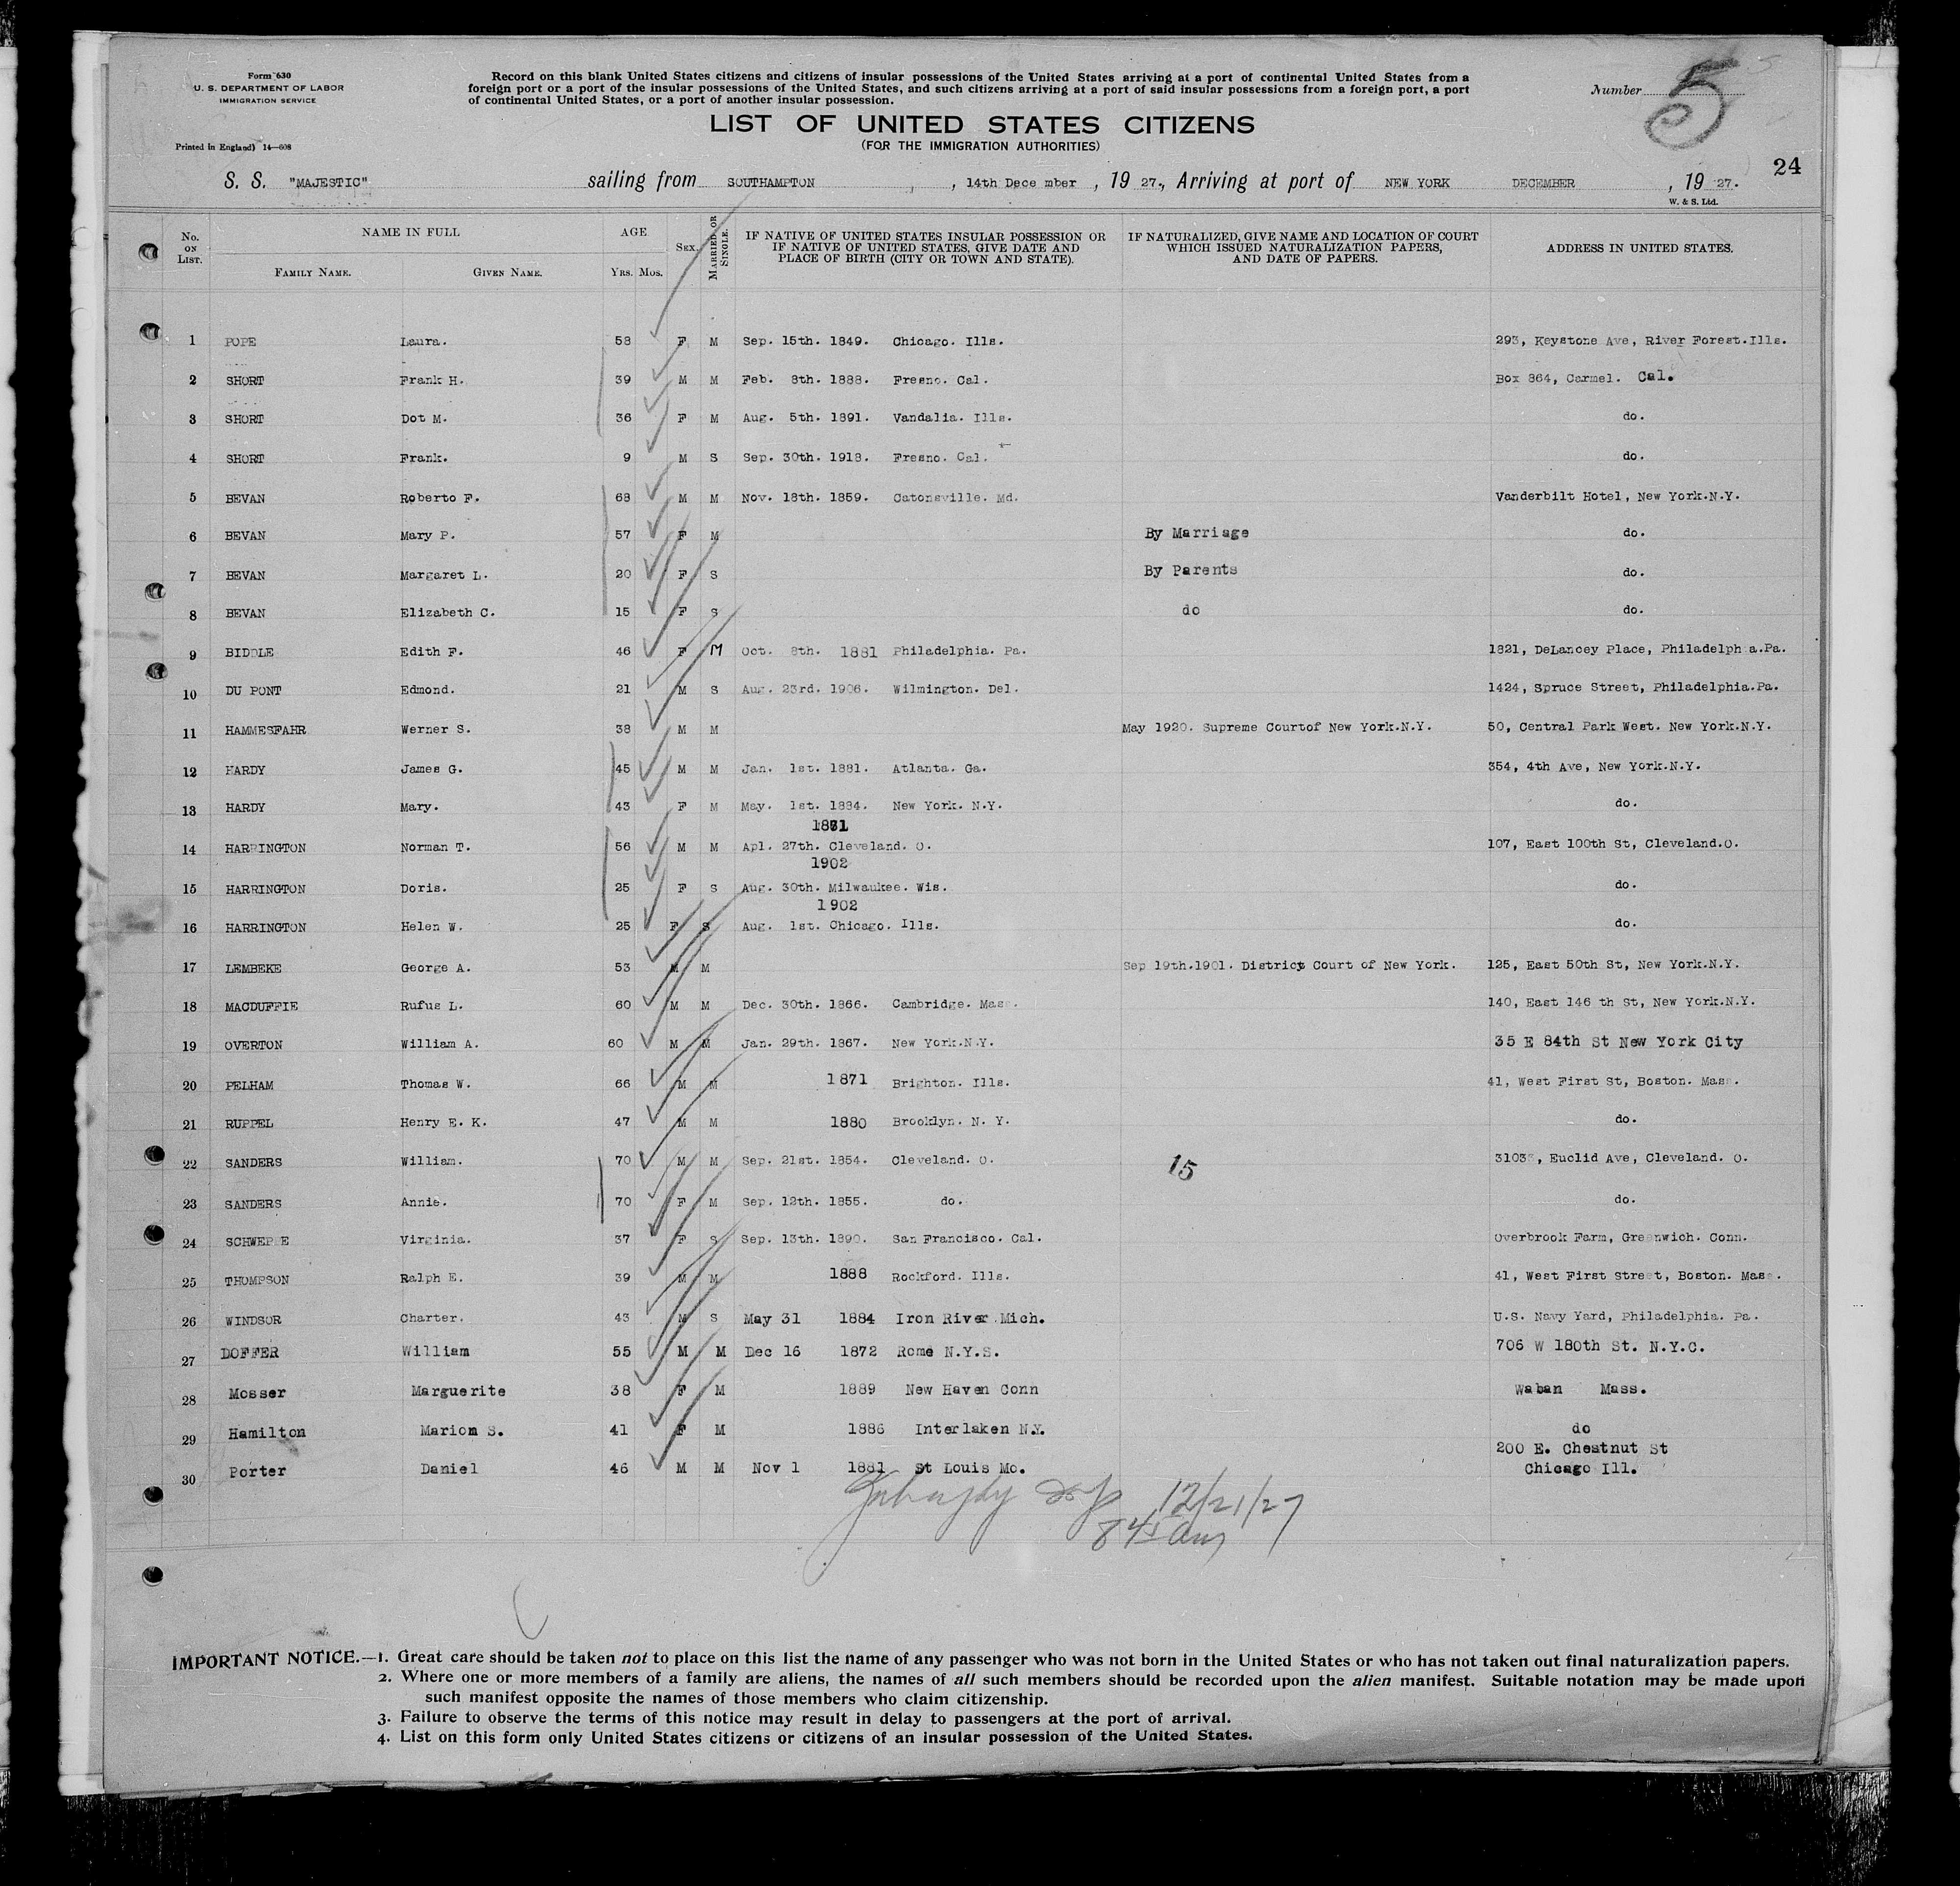 Form 630
U. S. DEPARTMENT OF LABOR
IMMIGRATION SERVICE
Printed in England) 14—608
Record on this blank United States citizens and citizens of insular possessions of the United States arriving at a port of continental United States from a
foreign port or a port of the insular possessions of the United States, and such citizens arriving at a port of said insular possessions from a foreign port, a port
of continental United States, or a port of another insular possession.
Number 5
LIST OF UNITED STATES CITIZENS
(FOR THE IMMIGRATION AUTHORITIES)
24
S. S. "MAJESTIC" sailing from SOUTHAMPTON, 14th Dece mber, 19 27., Arriving at port of NEW YORK DECEMBER, 19 27.
W. & S. Ltd.
No. ON LIST. NAME IN FULL FAMILY NAME. GIVEN NAME. AGE YRS. MOS. SEX. MARRIED OR SINGLE. IF NATIVE OF UNITED STATES INSULAR POSSESSION OR IF NATIVE OF UNITED STATES, GIVE DATE AND PLACE OF BIRTH (CITY OR TOWN AND STATE). IF NATURALIZED, GIVE NAME AND LOCATION OF COURT WHICH ISSUED NATURALIZATION PAPERS, AND DATE OF PAPERS. ADDRESS IN UNITED STATES.
1 POPE Laura. 58 F M Sep. 15th. 1849. Chicago. Ills. 293, Keystone Ave, River Forest.Ills.
2 SHORT Frank H. 39 M M Feb. 8th. 1888. Fresno. Cal. Box 864, Carmel. Cal.
3 SHORT Dot M. 36 F M Aug. 5th. 1891. Vandalia. Ills. do.
4 SHORT Frank. 9 M S Sep. 30th. 1918. Fresno. Cal. do.
5 BEVAN Roberto F. 68 M M Nov. 18th. 1859. Catonsville. Md. Vanderbilt Hotel, New York.N.Y.
6 BEVAN Mary P. 57 F M By Marriage do.
7 BEVAN Margaret L. 20 F S By Parents do.
8 BEVAN Elizabeth C. 15 F S do do.
9 BIDDLE Edith F. 46 F M Oct. 8th. 1881 Philadelphia. Pa. 1821, DeLancey Place, Philadelph a.Pa.
10 DU PONT Edmond. 21 M S Aug. 23rd. 1906. Wilmington. Del. 1424, Spruce Street, Philadelphia.Pa.
11 HAMMESFAHR Werner S. 38 M M May 1920. Supreme Courtof New York.N.Y. 50, Central Park West. New York.N.Y.
12 HARDY James G. 45 M M Jan. 1st. 1881. Atlanta. Ga. 354, 4th Ave, New York.N.Y.
13 HARDY Mary. 43 F M May. 1st. 1884. New York. N.Y. do.
1871
14 HARRINGTON Norman T. 56 M M Apl. 27th. Cleveland. O. 107, East 100th St, Cleveland.O.
1902
15 HARRINGTON Doris. 25 F S Aug. 30th. Milwaukee. Wis. do.
1902
16 HARRINGTON Helen W. 25 F S Aug. 1st. Chicago. Ills. do.
17 LEMBEKE George A. 53 M M Sep 19th.1901. District Court of New York. 125, East 50th St, New York.N.Y.
18 MACDUFFIE Rufus L. 60 M M Dec. 30th. 1866. Cambridge. Mass. 140, East 146 th St, New York.N.Y.
19 OVERTON William A. 60 M M Jan. 29th. 1867. New York.N.Y. 35 E 84th St New York City
20 PELHAM Thomas W. 66 M M 1871 Brighton. Ills. 41, West First St, Boston. Mass.
21 RUPPEL Henry E. K. 47 M M 1880 Brooklyn. N. Y. do.
22 SANDERS William. 70 M M Sep. 21st. 1854. Cleveland. O. 15 , Euclid Ave, Cleveland. O.
23 SANDERS Annie. 70 F M Sep. 12th. 1855. do. do.
24 SCHWEPPE Virginia. 37 F S Sep. 13th. 1890. San Francisco. Cal. Overbrook Farm, Greenwich. Conn.
25 THOMPSON Ralph E. 39 M M 1888 Rockford. Ills. 41, West First Street, Boston. Mass.
26 WINDSOR Charter. 43 M S May 31 1884 Iron River Mich. U.S. Navy Yard, Philadelphia. Pa.
27 DOFFER William 55 M M Dec 16 1872 Rome N.Y.S. 706 W 180th St. N.Y.C.
28 Mosser Marguerite 38 F M 1889 New Haven Conn Waban Mass.
29 Hamilton Marion S. 41 F M 1886 Interlaken N.Y. do
200 E. Chestnut St
30 Porter Daniel 46 M M Nov 1 1881 St Louis Mo. Chicago Ill.
12/21/27
845 am
IMPORTANT NOTICE.—1. Great care should be taken not to place on this list the name of any passenger who was not born in the United States or who has not taken out final naturalization papers.
2. Where one or more members of a family are aliens, the names of all such members should be recorded upon the alien manifest. Suitable notation may be made upon
such manifest opposite the names of those members who claim citizenship.
3. Failure to observe the terms of this notice may result in delay to passengers at the port of arrival.
4. List on this form only United States citizens or citizens of an insular possession of the United States.